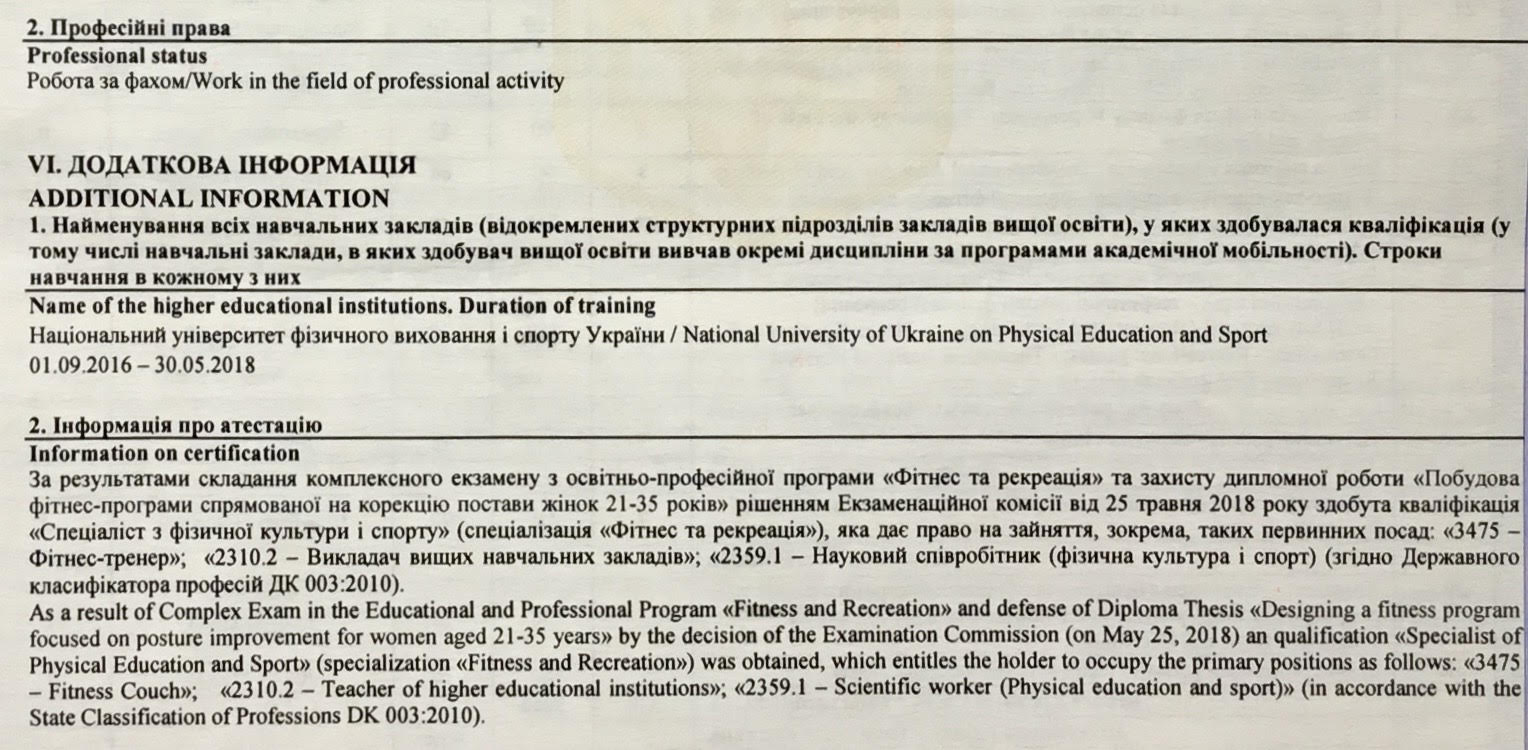 2. Професійні права
Professional status
Робота за фахом/Work in the field of professional activity
VI. ДОДАТКОВА ІНФОРМАЦІЯ
ADDITIONAL INFORMATION
1. Найменування всіх навчальних закладів (відокремлених структурних підрозділів закладів вищої освіти), у яких здобувалася кваліфікація (у
тому числі навчальні заклади, в яких здобувач вищої освіти вивчав окремі дисципліни за програмами академічної мобільності). Строки
навчання в кожному з них
Name of the higher educational institutions. Duration of training
Національний університет фізичного виховання і спорту України / National University of Ukraine on Physical Education and Sport
01.09.2016 – 30.05.2018
2. Інформація про атестацію
Information on certification
За результатами складання комплексного екзамену з освітньо-професійної програми «Фітнес та рекреація» та захисту дипломної роботи «Побудова
фітнес-програми спрямованої на корекцію постави жінок 21-35 років» рішенням Екзаменаційної комісії від 25 травня 2018 року здобута кваліфікація
«Спеціаліст з фізичної культури і спорту» (спеціалізація «Фітнес та рекреація»), яка дає право на зайняття, зокрема, таких первинних посад: «3475 –
Фітнес-тренер»; «2310.2 – Викладач вищих навчальних закладів»; «2359.1 – Науковий співробітник (фізична культура і спорт) (згідно Державного
класифікатора професій ДК 003:2010).
As a result of Complex Exam in the Educational and Professional Program «Fitness and Recreation» and defense of Diploma Thesis «Designing a fitness program
focused on posture improvement for women aged 21-35 years» by the decision of the Examination Commission (on May 25, 2018) an qualification «Specialist of
Physical Education and Sport» (specialization «Fitness and Recreation») was obtained, which entitles the holder to occupy the primary positions as follows: «3475
– Fitness Couch»; «2310.2 – Teacher of higher educational institutions»; «2359.1 – Scientific worker (Physical education and sport)» (in accordance with the
State Classification of Professions DK 003:2010).